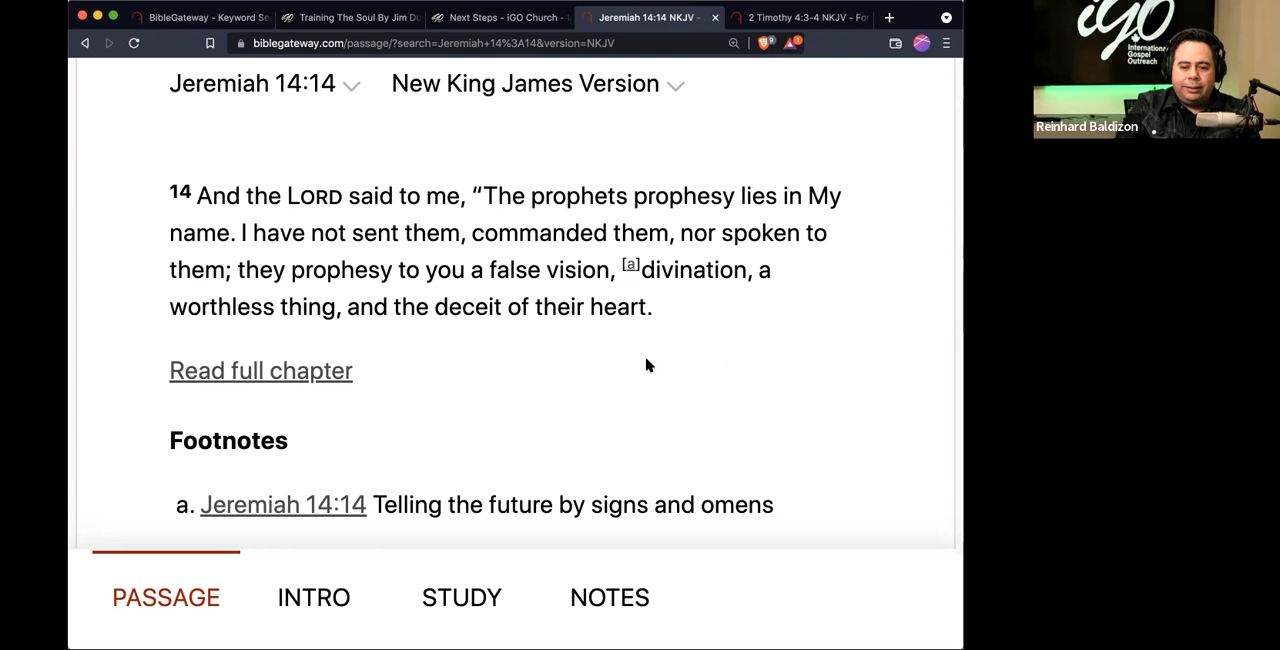 BibleGateway - Keyword Se
Training The Soul By Jim Du
Next Steps - iGO Church -
Jeremiah 14:14 NKJV -
2 Timothy 4:3-4 NKJV - Fo
biblegateway.com/passage/?search=Jeremiah+14%3A14&version=NKJV
Jeremiah 14:14 New King James Version
14 And the LORD said to me, “The prophets prophesy lies in My
name. I have not sent them, commanded them, nor spoken to
them; they prophesy to you a false vision, [a]divination, a
worthless thing, and the deceit of their heart.
Read full chapter
Footnotes
a. Jeremiah 14:14 Telling the future by signs and omens
PASSAGE INTRO STUDY NOTES
iGO
International
Gospel
Outreach
Reinhard Baldizon